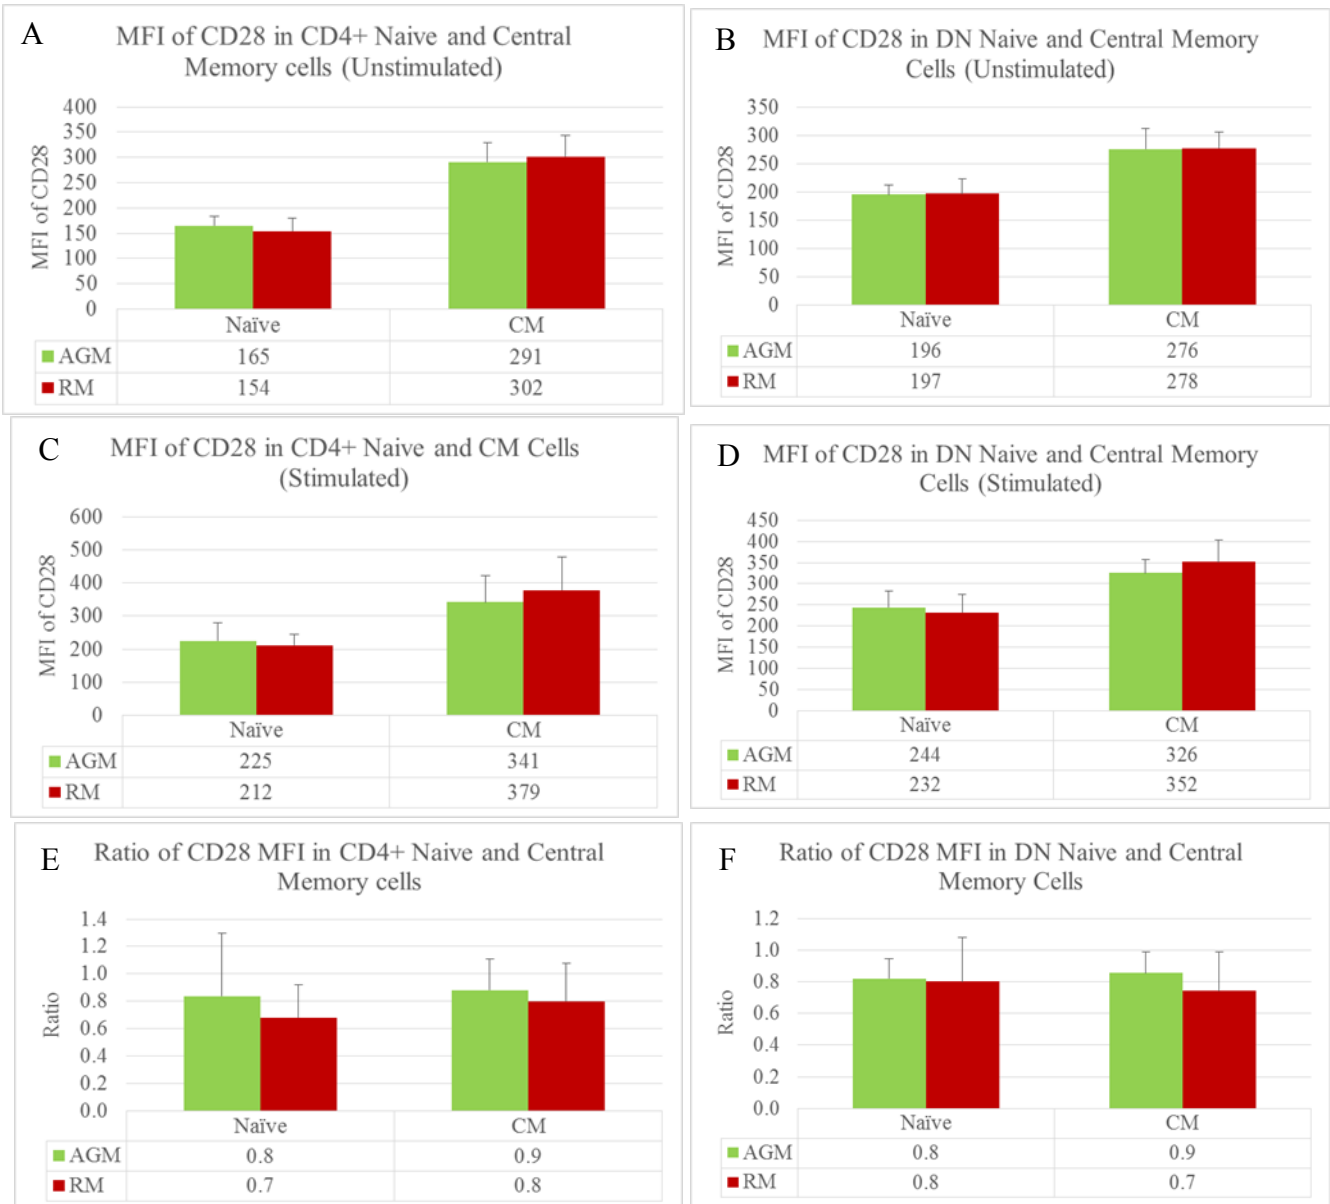 A
MFI of CD28 in CD4+ Naive and Central
Memory cells (Unstimulated)
MFI of CD28
400
350
300
250
200
150
100
50
0
Naïve CM
AGM 165 291
RM 154 302
B
MFI of CD28 in DN Naive and Central Memory
Cells (Unstimulated)
MFI of CD28
350
300
250
200
150
100
50
0
Naïve CM
AGM 196 276
RM 197 278
C
MFI of CD28 in CD4+ Naive and CM Cells
(Stimulated)
MFI of CD28
600
500
400
300
200
100
0
Naïve CM
AGM 225 341
RM 212 379
D
MFI of CD28 in DN Naive and Central Memory
Cells (Stimulated)
MFI of CD28
450
400
350
300
250
200
150
100
50
0
Naïve CM
AGM 244 326
RM 232 352
E
Ratio of CD28 MFI in CD4+ Naive and Central
Memory cells
Ratio
1.4
1.2
1.0
0.8
0.6
0.4
0.2
0.0
Naïve CM
AGM 0.8 0.9
RM 0.7 0.8
F
Ratio of CD28 MFI in DN Naive and Central
Memory Cells
Ratio
1.2
1.0
0.8
0.6
0.4
0.2
0.0
Naïve CM
AGM 0.8 0.9
RM 0.8 0.7